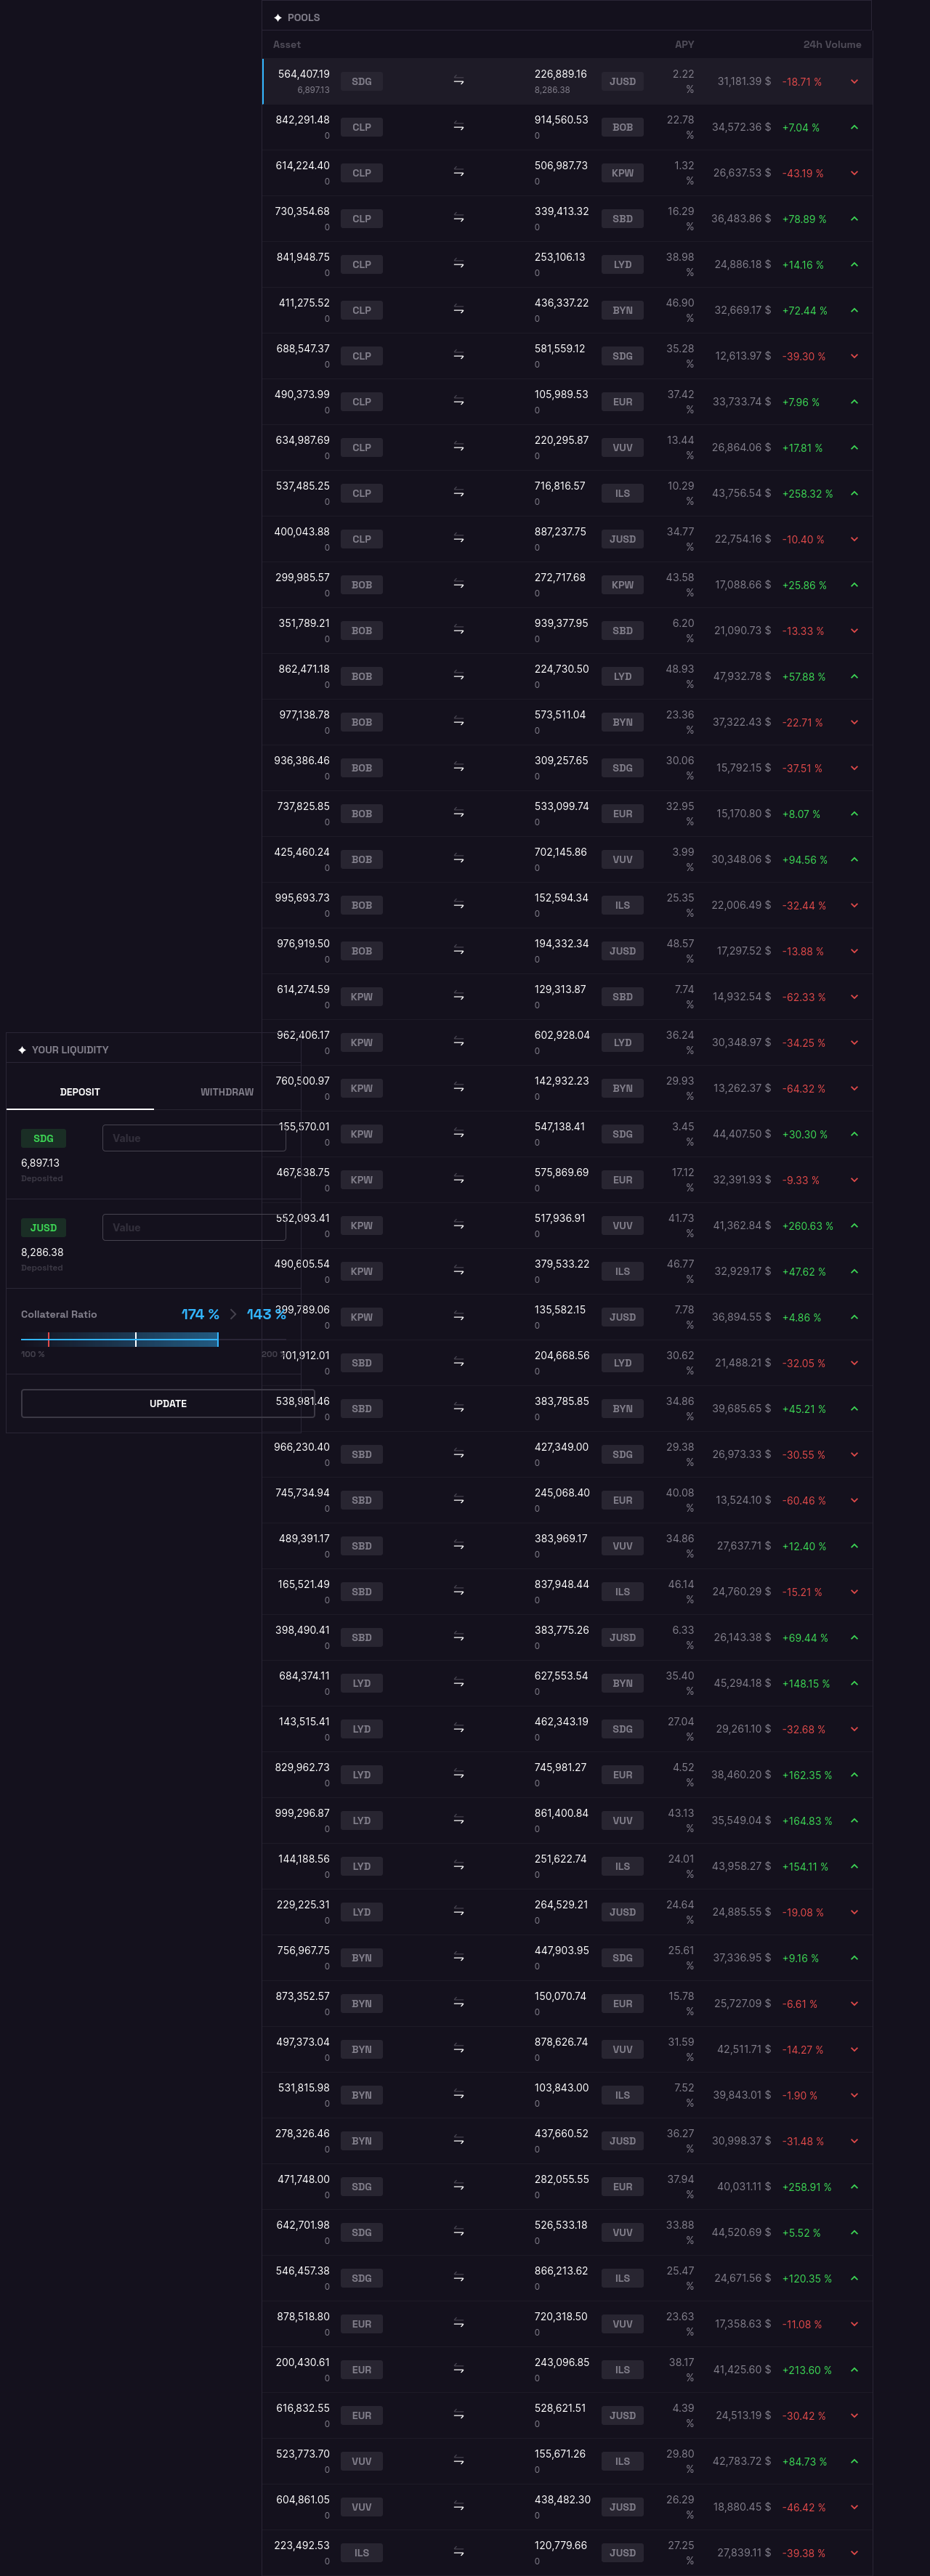 POOLS
Asset APY 24h Volume
564,407.19 SDG 226,889.16 JUSD 2.22 31,181.39 $ -18.71 %
6,897.13 8,286.38 %
842,291.48 CLP 914,560.53 BOB 22.78 34,572.36 $ +7.04 %
0 0 %
614,224.40 CLP 506,987.73 KPW 1.32 26,637.53 $ -43.19 %
0 0 %
730,354.68 CLP 339,413.32 SBD 16.29 36,483.86 $ +78.89 %
0 0 %
841,948.75 CLP 253,106.13 LYD 38.98 24,886.18 $ +14.16 %
0 0 %
411,275.52 CLP 436,337.22 BYN 46.90 32,669.17 $ +72.44 %
0 0 %
688,547.37 CLP 581,559.12 SDG 35.28 12,613.97 $ -39.30 %
0 0 %
490,373.99 CLP 105,989.53 EUR 37.42 33,733.74 $ +7.96 %
0 0 %
634,987.69 CLP 220,295.87 VUV 13.44 26,864.06 $ +17.81 %
0 0 %
537,485.25 CLP 716,816.57 ILS 10.29 43,756.54 $ +258.32 %
0 0 %
400,043.88 CLP 887,237.75 JUSD 34.77 22,754.16 $ -10.40 %
0 0 %
299,985.57 BOB 272,717.68 KPW 43.58 17,088.66 $ +25.86 %
0 0 %
351,789.21 BOB 939,377.95 SBD 6.20 21,090.73 $ -13.33 %
0 0 %
862,471.18 BOB 224,730.50 LYD 48.93 47,932.78 $ +57.88 %
0 0 %
977,138.78 BOB 573,511.04 BYN 23.36 37,322.43 $ -22.71 %
0 0 %
936,386.46 BOB 309,257.65 SDG 30.06 15,792.15 $ -37.51 %
0 0 %
737,825.85 BOB 533,099.74 EUR 32.95 15,170.80 $ +8.07 %
0 0 %
425,460.24 BOB 702,145.86 VUV 3.99 30,348.06 $ +94.56 %
0 0 %
995,693.73 BOB 152,594.34 ILS 25.35 22,006.49 $ -32.44 %
0 0 %
976,919.50 BOB 194,332.34 JUSD 48.57 17,297.52 $ -13.88 %
0 0 %
614,274.59 KPW 129,313.87 SBD 7.74 14,932.54 $ -62.33 %
0 0 %
962,406.17 KPW 602,928.04 LYD 36.24 30,348.97 $ -34.25 %
0 0 %
760,500.97 KPW 142,932.23 BYN 29.93 13,262.37 $ -64.32 %
0 0 %
155,570.01 KPW 547,138.41 SDG 3.45 44,407.50 $ +30.30 %
0 0 %
467,838.75 KPW 575,869.69 EUR 17.12 32,391.93 $ -9.33 %
0 0 %
552,093.41 KPW 517,936.91 VUV 41.73 41,362.84 $ +260.63 %
0 0 %
490,605.54 KPW 379,533.22 ILS 46.77 32,929.17 $ +47.62 %
0 0 %
399,789.06 KPW 135,582.15 JUSD 7.78 36,894.55 $ +4.86 %
0 0 %
101,912.01 SBD 204,668.56 LYD 30.62 21,488.21 $ -32.05 %
0 0 %
538,981.46 SBD 383,785.85 BYN 34.86 39,685.65 $ +45.21 %
0 0 %
966,230.40 SBD 427,349.00 SDG 29.38 26,973.33 $ -30.55 %
0 0 %
745,734.94 SBD 245,068.40 EUR 40.08 13,524.10 $ -60.46 %
0 0 %
489,391.17 SBD 383,969.17 VUV 34.86 27,637.71 $ +12.40 %
0 0 %
165,521.49 SBD 837,948.44 ILS 46.14 24,760.29 $ -15.21 %
0 0 %
398,490.41 SBD 383,775.26 JUSD 6.33 26,143.38 $ +69.44 %
0 0 %
684,374.11 LYD 627,553.54 BYN 35.40 45,294.18 $ +148.15 %
0 0 %
143,515.41 LYD 462,343.19 SDG 27.04 29,261.10 $ -32.68 %
0 0 %
829,962.73 LYD 745,981.27 EUR 4.52 38,460.20 $ +162.35 %
0 0 %
999,296.87 LYD 861,400.84 VUV 43.13 35,549.04 $ +164.83 %
0 0 %
144,188.56 LYD 251,622.74 ILS 24.01 43,958.27 $ +154.11 %
0 0 %
229,225.31 LYD 264,529.21 JUSD 24.64 24,885.55 $ -19.08 %
0 0 %
756,967.75 BYN 447,903.95 SDG 25.61 37,336.95 $ +9.16 %
0 0 %
873,352.57 BYN 150,070.74 EUR 15.78 25,727.09 $ -6.61 %
0 0 %
497,373.04 BYN 878,626.74 VUV 31.59 42,511.71 $ -14.27 %
0 0 %
531,815.98 BYN 103,843.00 ILS 7.52 39,843.01 $ -1.90 %
0 0 %
278,326.46 BYN 437,660.52 JUSD 36.27 30,998.37 $ -31.48 %
0 0 %
471,748.00 SDG 282,055.55 EUR 37.94 40,031.11 $ +258.91 %
0 0 %
642,701.98 SDG 526,533.18 VUV 33.88 44,520.69 $ +5.52 %
0 0 %
546,457.38 SDG 866,213.62 ILS 25.47 24,671.56 $ +120.35 %
0 0 %
878,518.80 EUR 720,318.50 VUV 23.63 17,358.63 $ -11.08 %
0 0 %
200,430.61 EUR 243,096.85 ILS 38.17 41,425.60 $ +213.60 %
0 0 %
616,832.55 EUR 528,621.51 JUSD 4.39 24,513.19 $ -30.42 %
0 0 %
523,773.70 VUV 155,671.26 ILS 29.80 42,783.72 $ +84.73 %
0 0 %
604,861.05 VUV 438,482.30 JUSD 26.29 18,880.45 $ -46.42 %
0 0 %
223,492.53 ILS 120,779.66 JUSD 27.25 27,839.11 $ -39.38 %
0 0 %
YOUR LIQUIDITY
DEPOSIT WITHDRAW
SDG Value
6,897.13
Deposited
JUSD Value
8,286.38
Deposited
Collateral Ratio 174 % 143 %
100 % 200
UPDATE